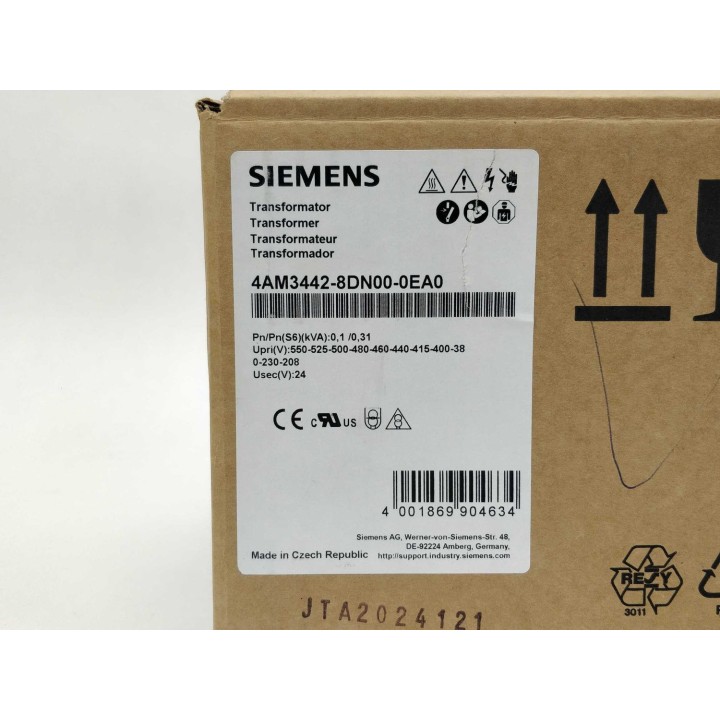 SIEMENS
Transformator
Transformer
Transformateur
Transformador
4AM3442-8DN00-0EA0
Pn/Pn(S6)(kVA):0,1 /0,31
Upri(V):550-525-500-480-460-440-415-400-38
0-230-208
Usec(V):24
CE c UL US
4 001869 904634
Siemens AG, Werner-von-Siemens-Str. 48,
DE-92224 Amberg, Germany,
Made in Czech Republic http://support.industry.siemens.com
RESY
3011
JTA2024121